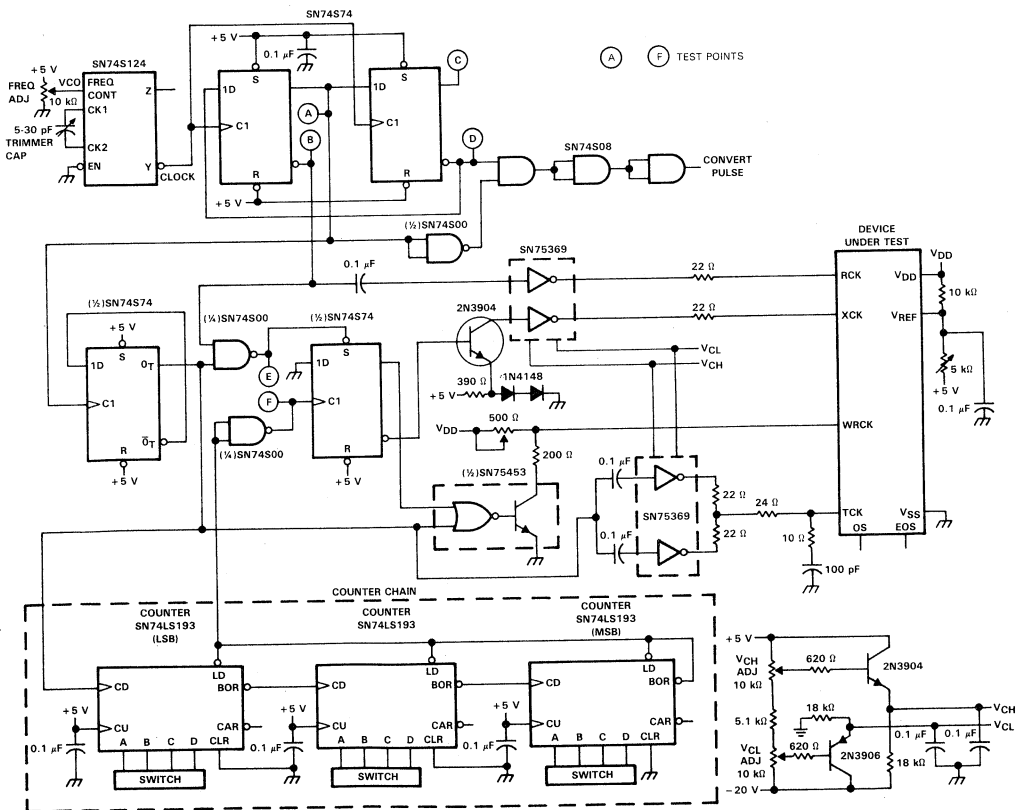 SN74S74
+5 V
0.1 µF
A
F TEST POINTS
SN74S124
+5 V
FREQ ADJ
VCO
10 kΩ
FREQ CONT
Z
CK1
CK2
5-30 pF
TRIMMER
CAP
EN
Y
CLOCK
1D
S
C1
R
+5 V
A
B
1D
S
C1
R
C
D
SN74S08
CONVERT
PULSE
(½)SN74S00
DEVICE
UNDER TEST
SN75369
0.1 µF
22 Ω
RCK
VDD
VDD
10 kΩ
2N3904
22 Ω
XCK
VREF
VCL
VCH
5 kΩ
+5 V
0.1 µF
(½)SN74S74
+5 V
S
1D
0T
C1
0̅T
R
+5 V
(¼)SN74S00
E
F
(¼)SN74S00
(½)SN74S74
1D
S
C1
R
+5 V
390 Ω
+5 V
1N4148
500 Ω
VDD
WRCK
200 Ω
(½)SN75453
0.1 µF
SN75369
0.1 µF
22 Ω
22 Ω
24 Ω
TCK
VSS
OS
EOS
10 Ω
100 pF
COUNTER CHAIN
COUNTER
SN74LS193
(LSB)
COUNTER
SN74LS193
COUNTER
SN74LS193
(MSB)
LD
BOR
CD
CAR
CU
+5 V
0.1 µF
A B C D CLR
SWITCH
LD
BOR
CD
CAR
CU
+5 V
0.1 µF
A B C D CLR
SWITCH
LD
BOR
CD
CAR
CU
+5 V
0.1 µF
A B C D CLR
SWITCH
+5 V
VCH
ADJ
10 kΩ
620 Ω
2N3904
5.1 kΩ
18 kΩ
VCH
VCL
0.1 µF
0.1 µF
VCL
ADJ
10 kΩ
620 Ω
2N3906
18 kΩ
−20 V